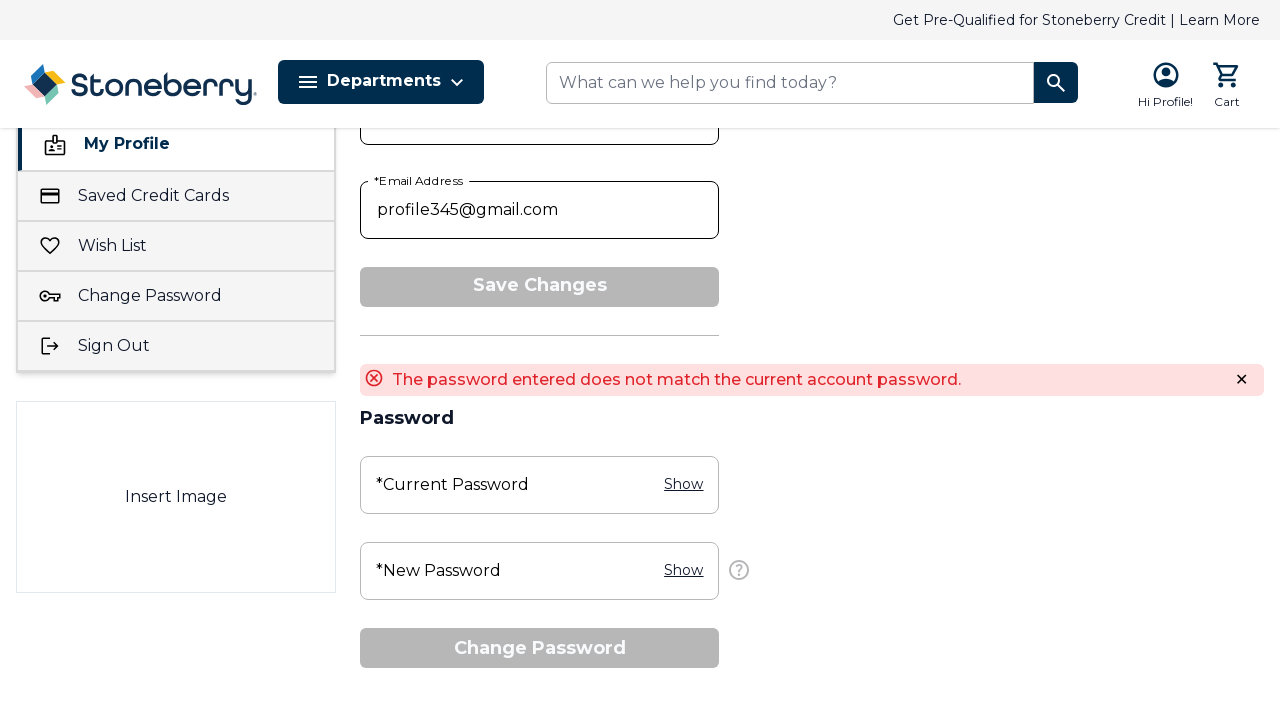 Get Pre-Qualified for Stoneberry Credit | Learn More
Stoneberry
Departments
What can we help you find today?
Hi Profile!
Cart
My Profile
Saved Credit Cards
Wish List
Change Password
Sign Out
Insert Image
*Email Address
profile345@gmail.com
Save Changes
The password entered does not match the current account password.
Password
*Current Password Show
*New Password Show
Change Password